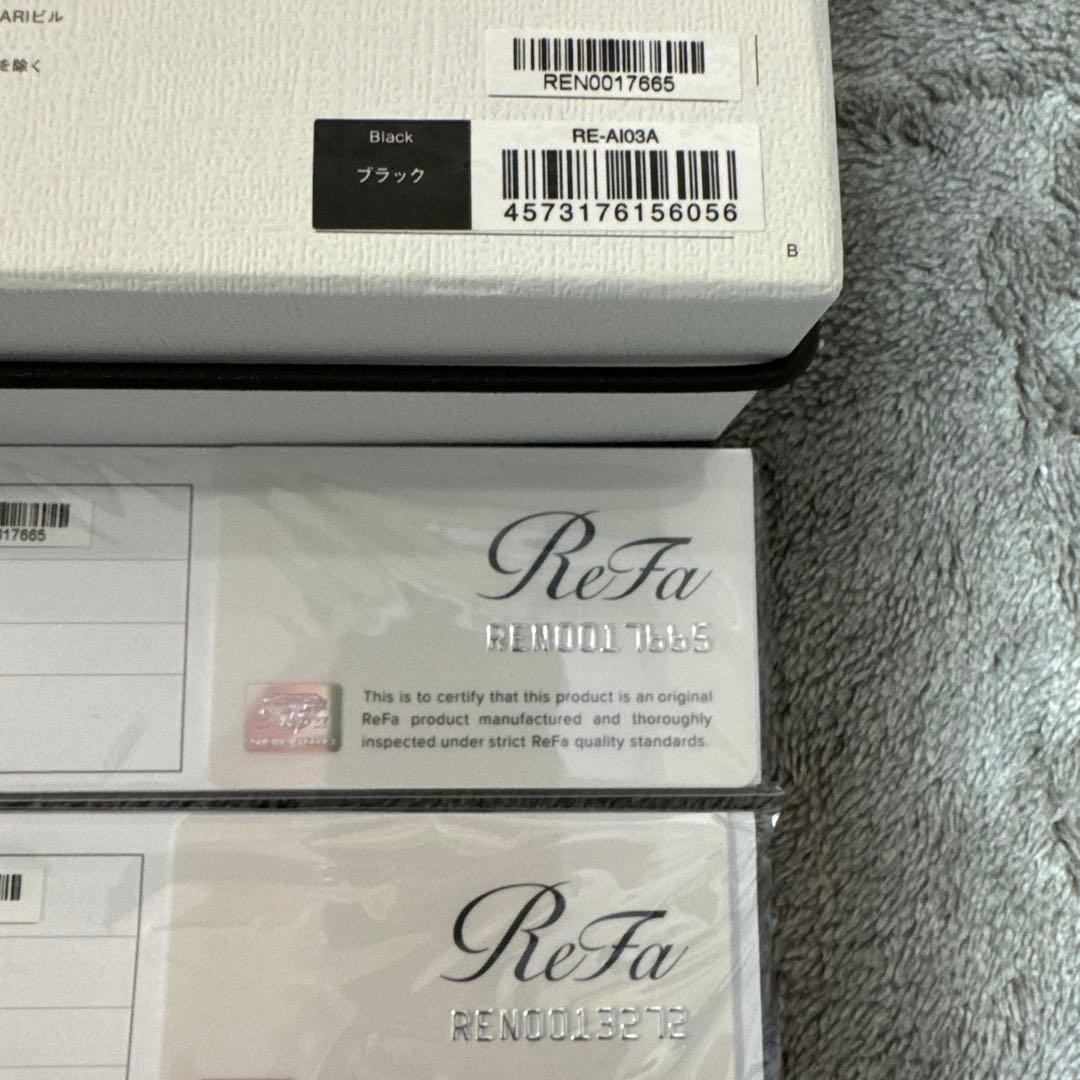 ARIビル
を除く
REN0017665
Black
ブラック
RE-AI03A
4573176156056
B
017665
ReFa
REN0017665
This is to certify that this product is an original
ReFa product manufactured and thoroughly
inspected under strict ReFa quality standards.
ReFa
REN0013272